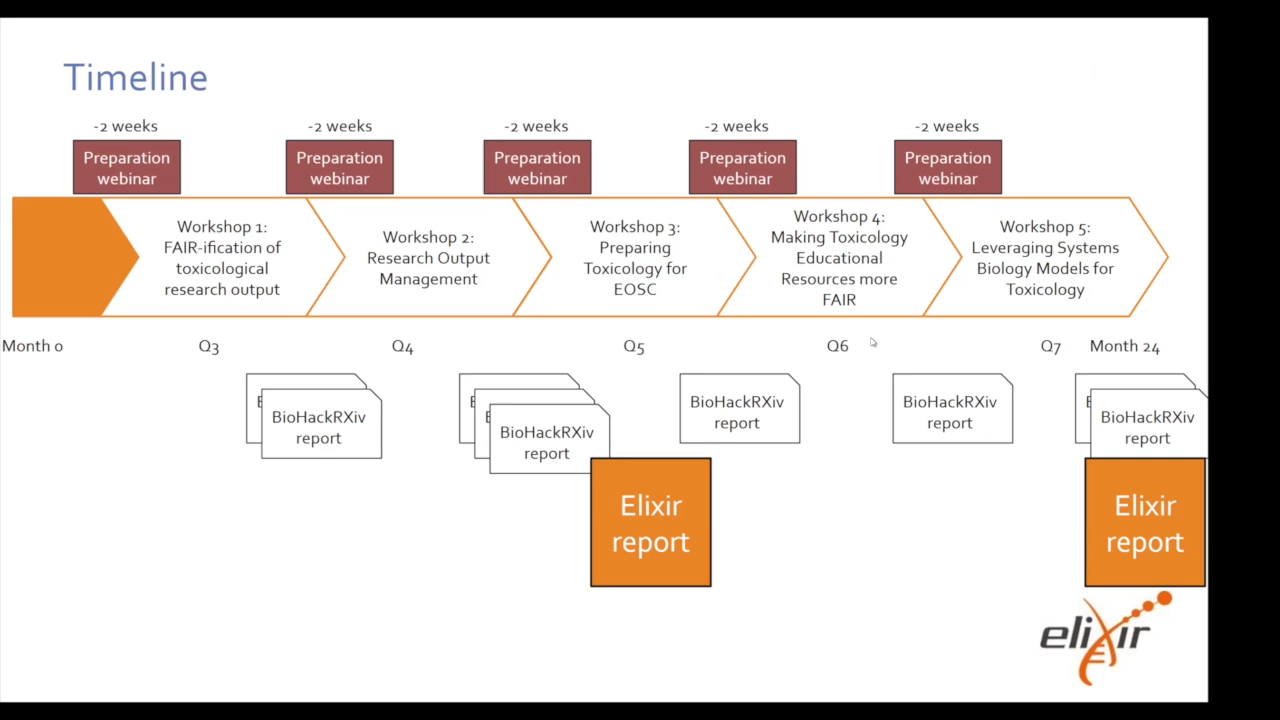 Timeline
-2 weeks
-2 weeks
-2 weeks
-2 weeks
-2 weeks
Preparation
webinar
Preparation
webinar
Preparation
webinar
Preparation
webinar
Preparation
webinar
Workshop 1:
FAIR-ification of
toxicological
research output
Workshop 2:
Research Output
Management
Workshop 3:
Preparing
Toxicology for
EOSC
Workshop 4:
Making Toxicology
Educational
Resources more
FAIR
Workshop 5:
Leveraging Systems
Biology Models for
Toxicology
Month 0
Q3
Q4
Q5
Q6
Q7
Month 24
BioHackRXiv
report
BioHackRXiv
report
BioHackRXiv
report
BioHackRXiv
report
BioHackRXiv
report
Elixir
report
Elixir
report
elixir